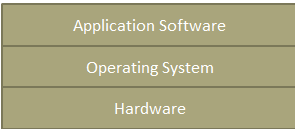 Application Software
Operating System
Hardware